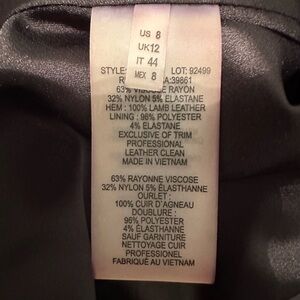 US 8
UK12
IT 44
MEX 8
STYLE: LOT: 92499
R A:39861
63% VISCOSE RAYON
32% NYLON 5% ELASTANE
HEM : 100% LAMB LEATHER
LINING : 96% POLYESTER
4% ELASTANE
EXCLUSIVE OF TRIM
PROFESSIONAL
LEATHER CLEAN
MADE IN VIETNAM
63% RAYONNE VISCOSE
32% NYLON 5% ÉLASTHANNE
OURLET :
100% CUIR D'AGNEAU
DOUBLURE :
96% POLYESTER
4% ÉLASTHANNE
SAUF GARNITURE
NETTOYAGE CUIR
PROFESSIONEL
FABRIQUÉ AU VIETNAM